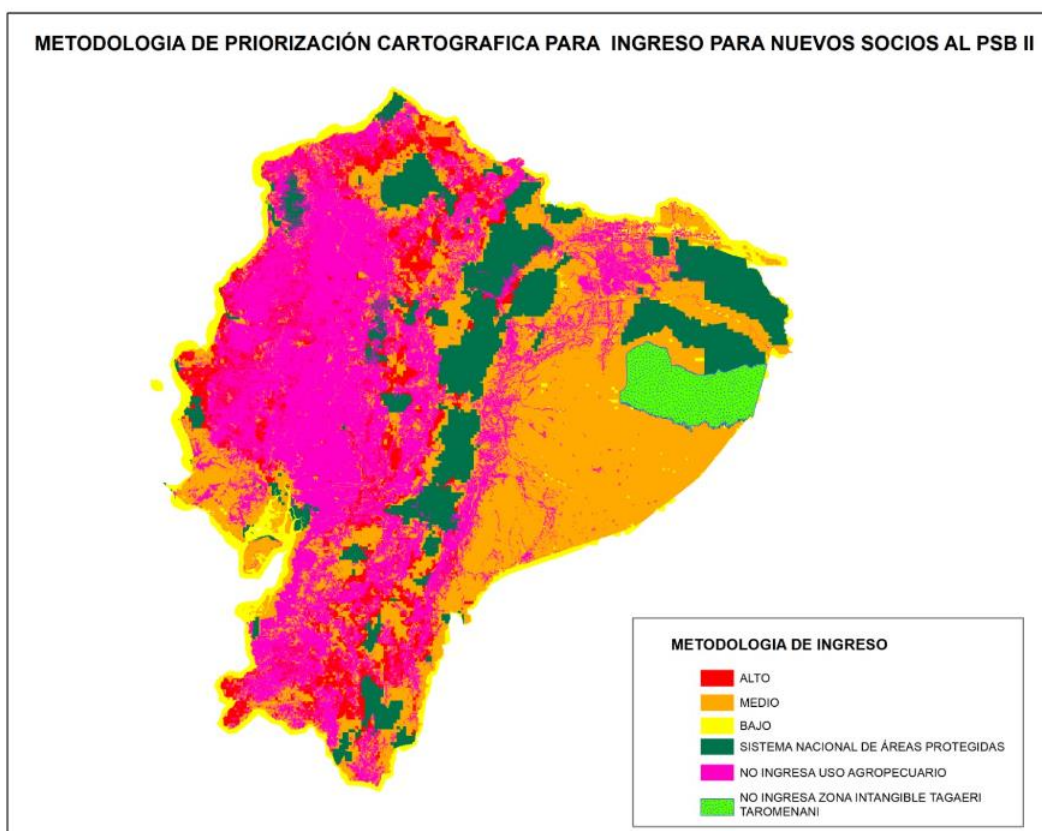 METODOLOGIA DE PRIORIZACIÓN CARTOGRAFICA PARA INGRESO PARA NUEVOS SOCIOS AL PSB II
METODOLOGIA DE INGRESO
ALTO
MEDIO
BAJO
SISTEMA NACIONAL DE ÁREAS PROTEGIDAS
NO INGRESA USO AGROPECUARIO
NO INGRESA ZONA INTANGIBLE TAGAERI
TAROMENANI